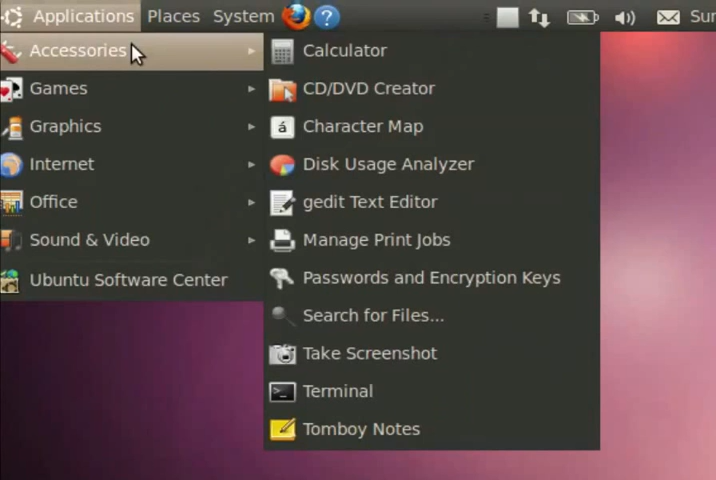 Applications Places System ? Sun
Accessories
Games
Graphics
Internet
Office
Sound & Video
Ubuntu Software Center
Calculator
CD/DVD Creator
á Character Map
Disk Usage Analyzer
gedit Text Editor
Manage Print Jobs
Passwords and Encryption Keys
Search for Files...
Take Screenshot
>_ Terminal
Tomboy Notes